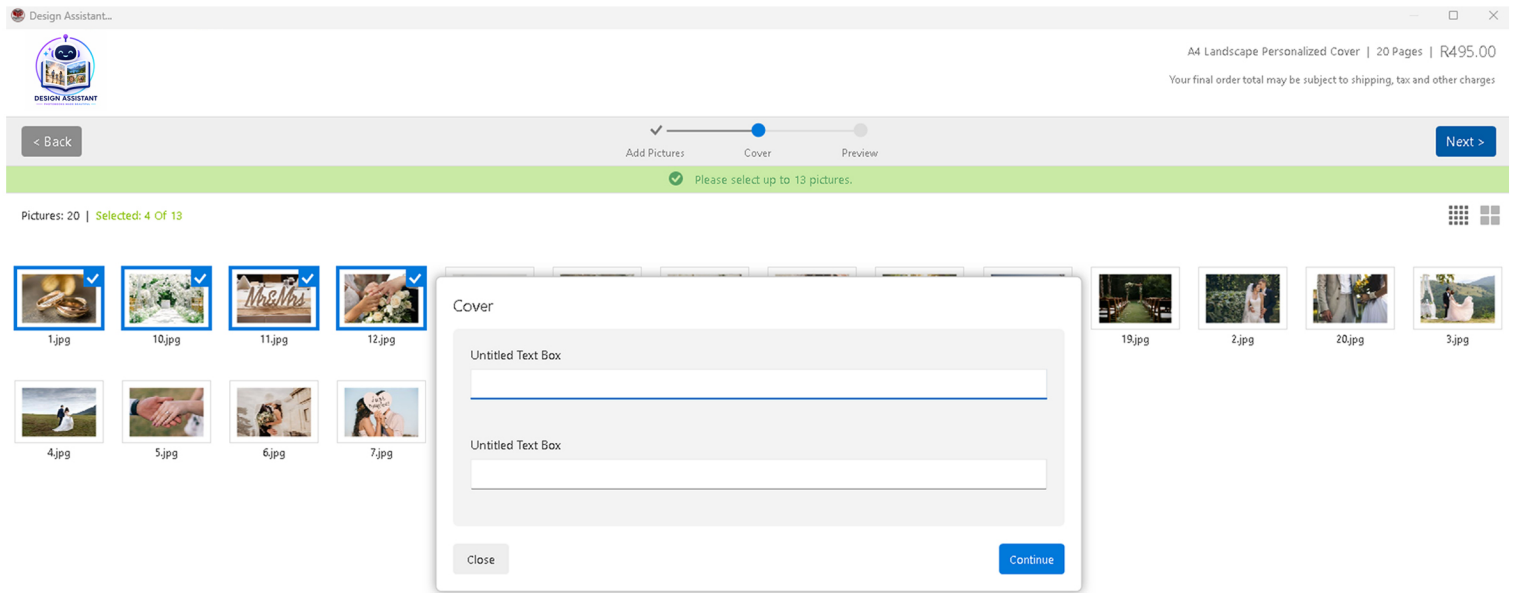 Design Assistant...
DESIGN ASSISTANT
A4 Landscape Personalized Cover | 20 Pages | R495.00
Your final order total may be subject to shipping, tax and other charges
< Back
Add Pictures
Cover
Preview
Next >
Please select up to 13 pictures.
Pictures: 20 | Selected: 4 Of 13
Mr&Mrs
1.jpg
10.jpg
11.jpg
12.jpg
19.jpg
2.jpg
20.jpg
3.jpg
4.jpg
5.jpg
6.jpg
7.jpg
Cover
Untitled Text Box
Untitled Text Box
Close
Continue